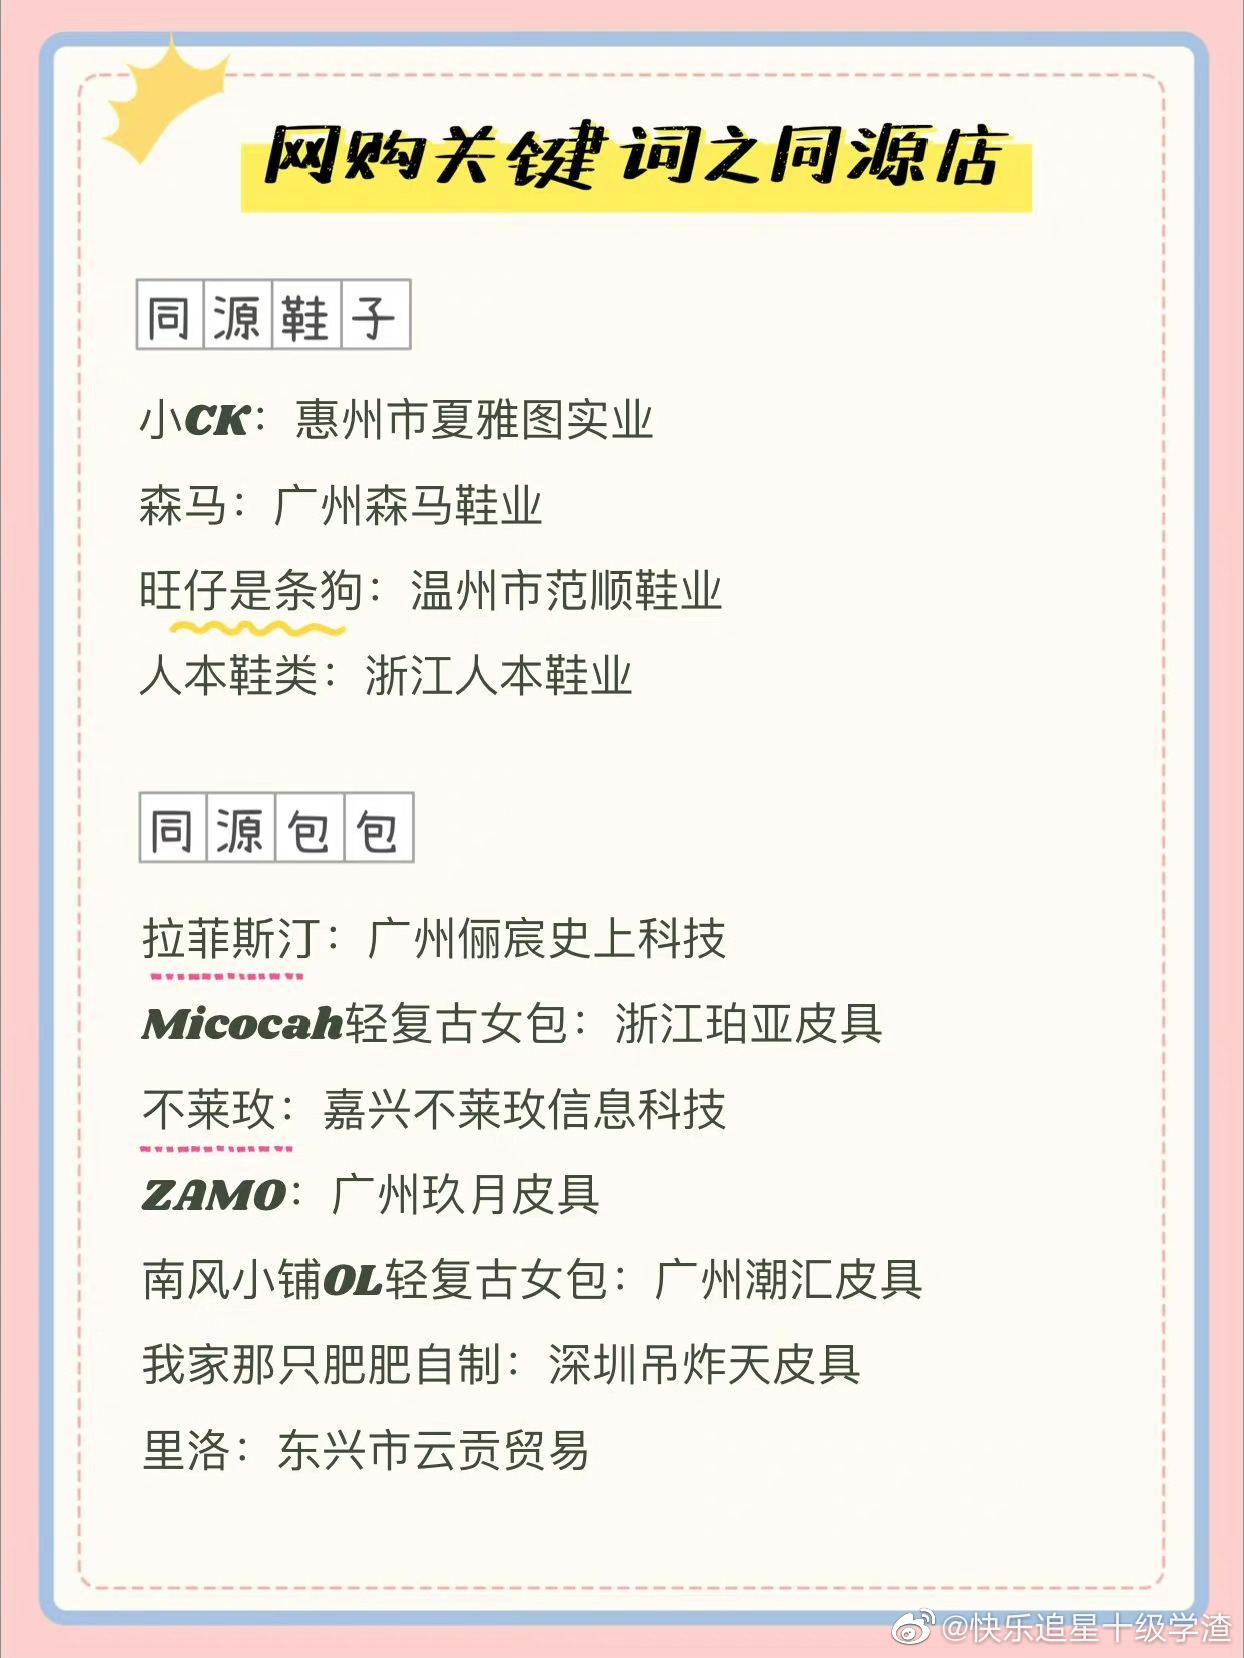 网购关键词之同源店
同源鞋子
小CK：惠州市夏雅图实业
森马：广州森马鞋业
旺仔是条狗：温州市范顺鞋业
人本鞋类：浙江人本鞋业
同源包包
拉菲斯汀：广州俪宸史上科技
Micocah轻复古女包：浙江珀亚皮具
不莱玫：嘉兴不莱玫信息科技
ZAMO：广州玖月皮具
南风小铺OL轻复古女包：广州潮汇皮具
我家那只肥肥自制：深圳吊炸天皮具
里洛：东兴市云贡贸易
@快乐追星十级学渣